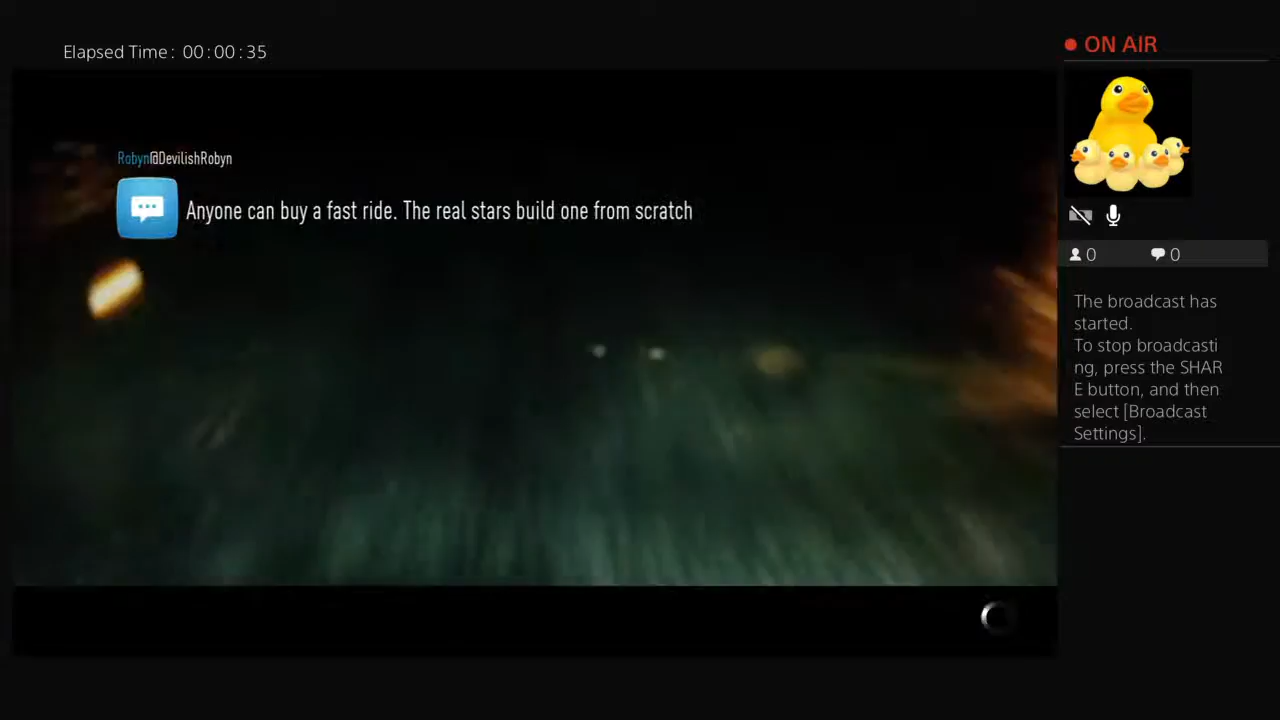 Elapsed Time: 00:00:35
ON AIR
Robyn@DevilishRobyn
Anyone can buy a fast ride. The real stars build one from scratch
0 0
The broadcast has
started.
To stop broadcasti
ng, press the SHAR
E button, and then
select [Broadcast
Settings].